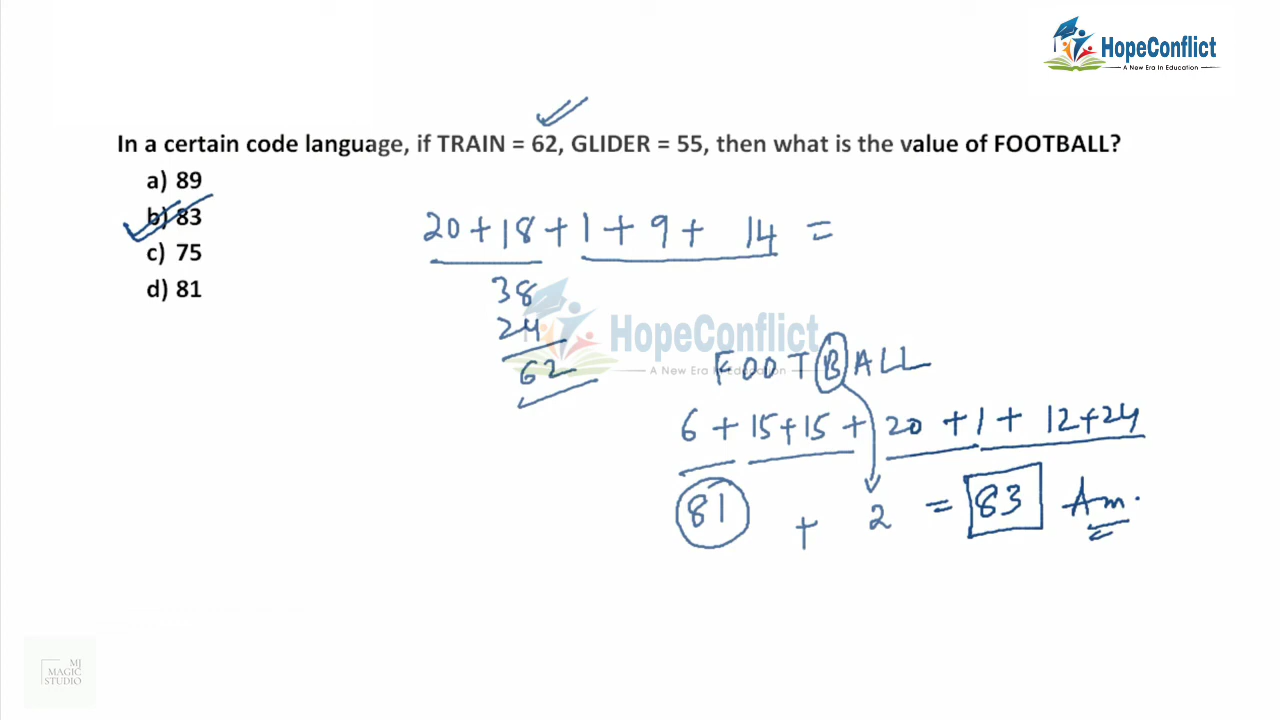 HopeConflict
A New Era In Education
In a certain code language, if TRAIN = 62, GLIDER = 55, then what is the value of FOOTBALL?
a) 89
b) 83
c) 75
d) 81
20 + 18 + 1 + 9 + 14 =
38
24
62
HopeConflict
A New Era In Education
FOOTBALL
6 + 15 + 15 + 20 + 1 + 12 + 24
81 + 2 = 83 Am.
MJ
MAGIC
STUDIO